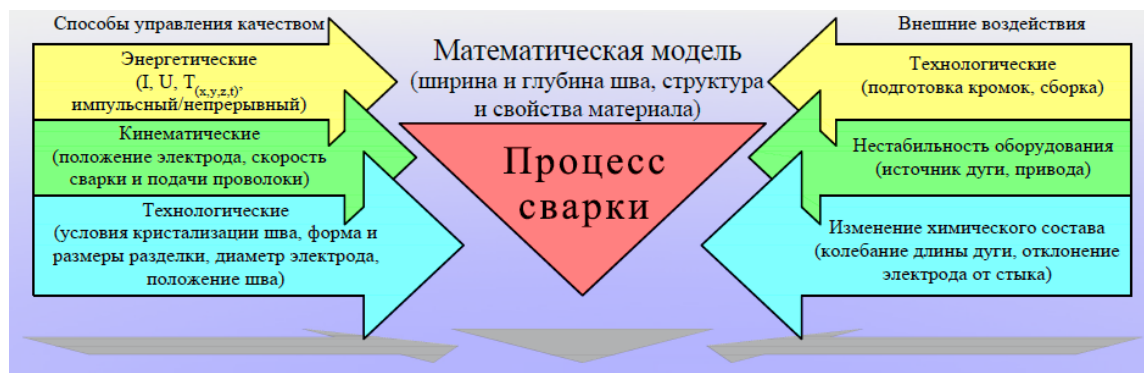 Способы управления качеством
Энергетические
(I, U, T(x,y,z,t),
импульсный/непрерывный)
Кинематические
(положение электрода, скорость
сварки и подачи проволоки)
Технологические
(условия кристализации шва, форма и
размеры разделки, диаметр электрода,
положение шва)
Математическая модель
(ширина и глубина шва, структура
и свойства материала)
Процесс
сварки
Внешние воздействия
Технологические
(подготовка кромок, сборка)
Нестабильность оборудования
(источник дуги, привода)
Изменение химического состава
(колебание длины дуги, отклонение
электрода от стыка)